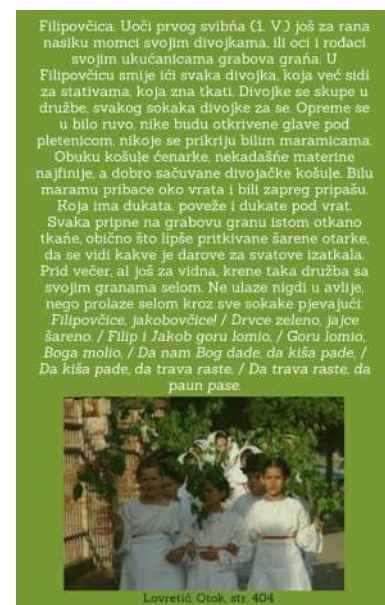 Filipovčica. Uoči prvog svibńa (1. V.) još za rana
nasiku momci svojim divojkama, ili oci i rođaci
svojim ukućanicama grabova grańa. U
Filipovčicu smije ići svaka divojka, koja već sidi
za stativama, koja zna tkati. Divojke se skupe u
družbe, svakog sokaka divojke za se. Opreme se
u bilo ruvo, nike budu otkrivene glave pod
pletenicom, nikoje se prikriju bilim maramicama.
Obuku košuļe ćenarke, nekadašńe materine
najfinije, a dobro sačuvane divojačke košuļe. Bilu
maramu pribace oko vrata i bili zapreg pripašu.
Koja ima dukata, poveže i dukate pod vrat.
Svaka pripne na grabovu granu istom otkano
tkańe, obično što lipše pritkivane šarene otarke,
da se vidi kakve je darove za svatove izatkala.
Prid večer, al još za vidna, krene taka družba sa
svojim granama selom. Ne ulaze nigdi u avlije,
nego prolaze selom kroz sve sokake pjevajući:
Filipovčice, jakobovčice! / Drvce zeleno, jajce
šareno. / Filip i Jakob goru lomio, / Goru lomio,
Boga molio, / Da nam Bog dade, da kiša pade, /
Da kiša pade, da trava raste, / Da trava raste, da
paun pase.
Lovretić: Otok, str. 404.